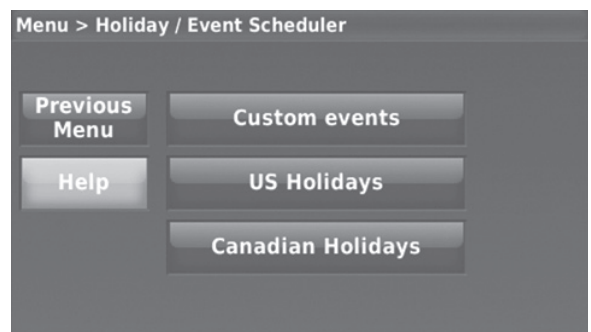 Menu > Holiday / Event Scheduler
Previous
Menu
Custom events
Help
US Holidays
Canadian Holidays